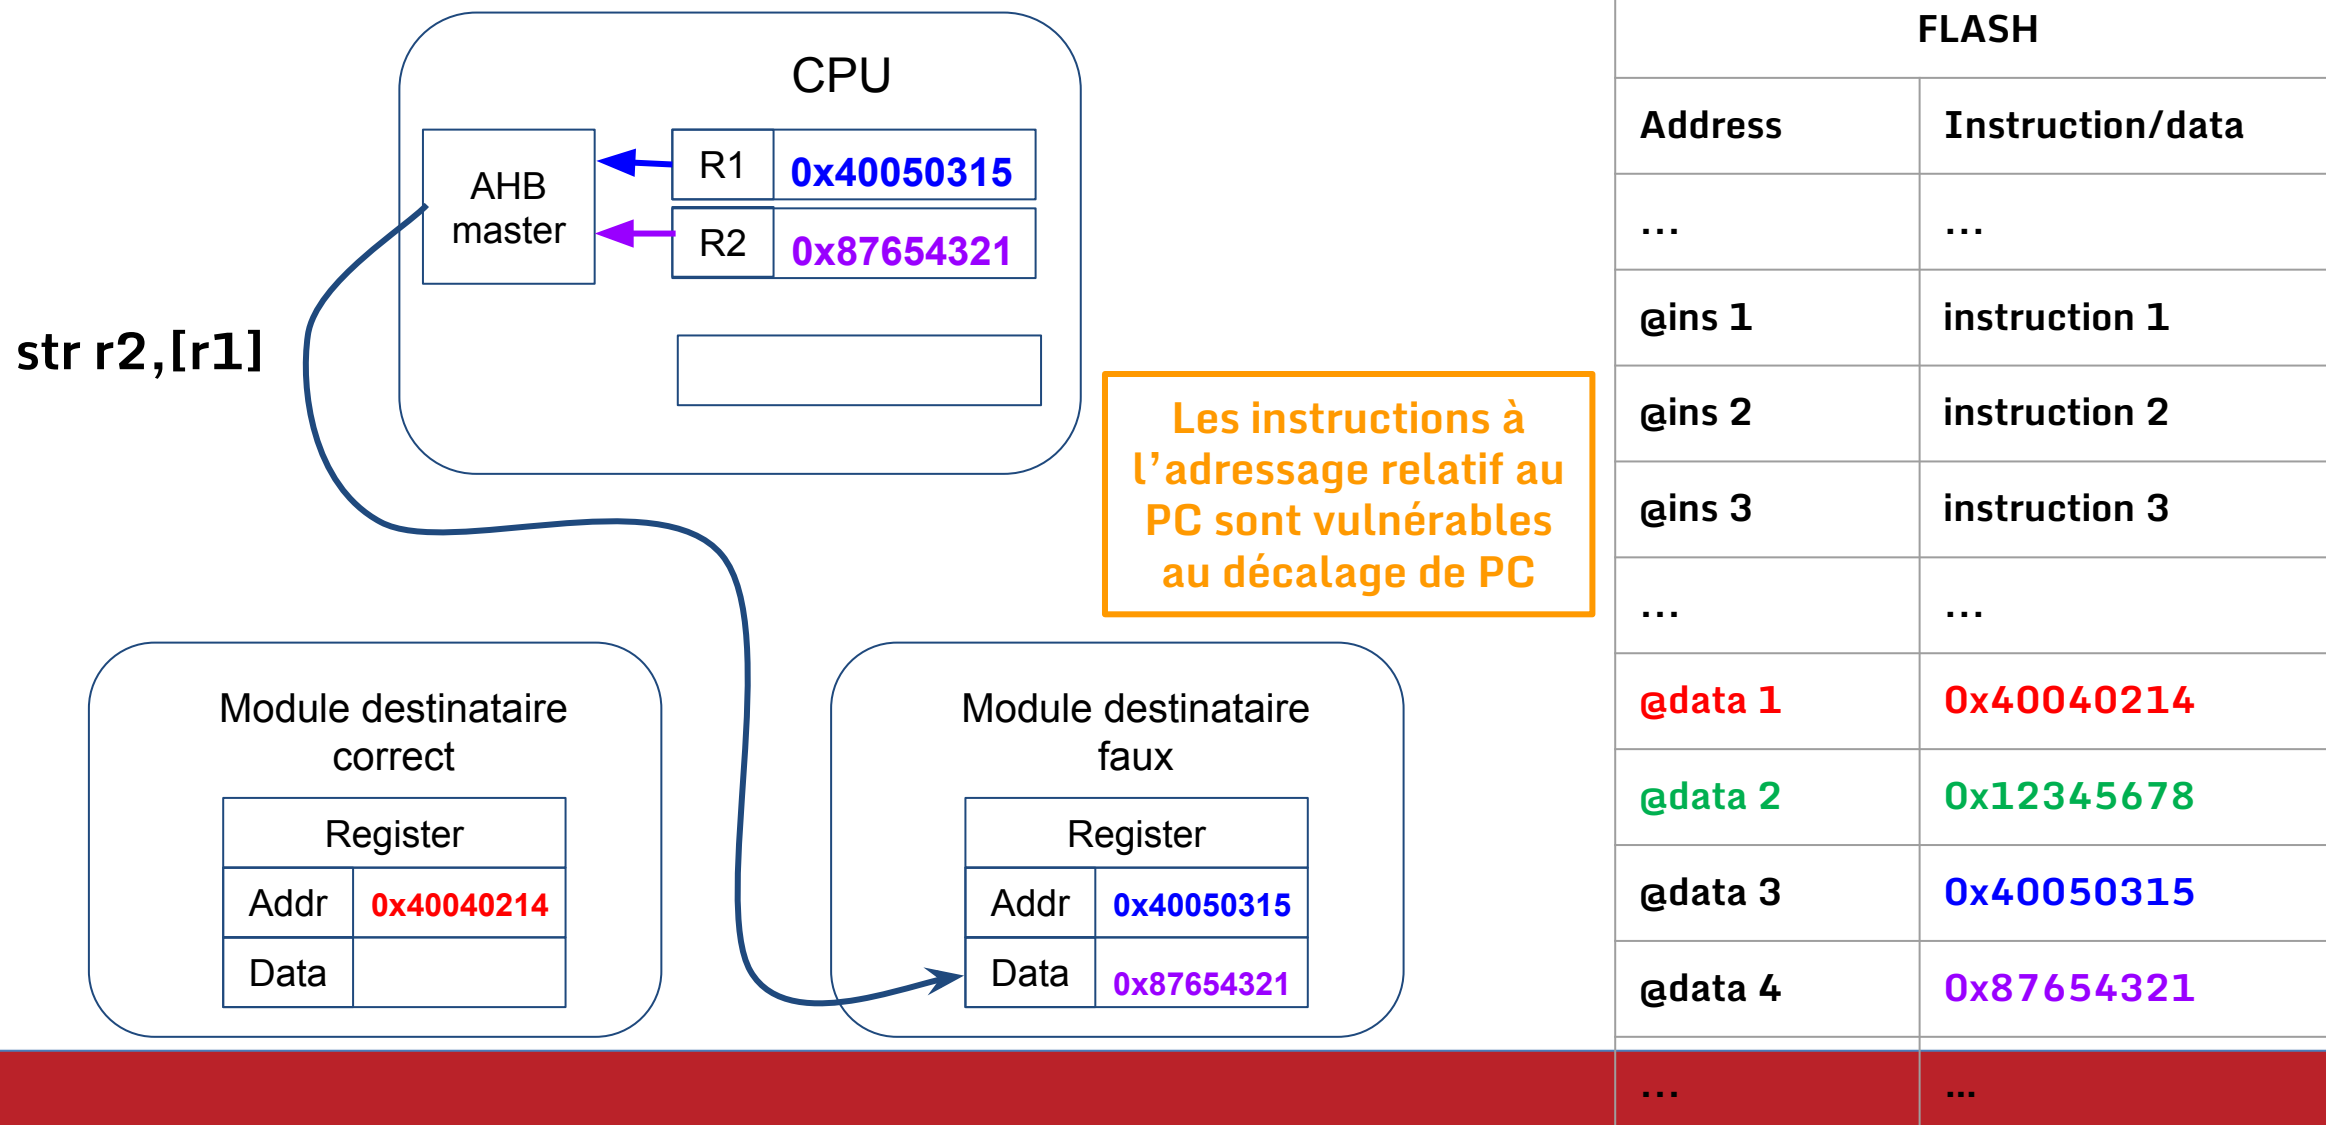 CPU
AHB
master
R1
0x40050315
R2
0x87654321
str r2,[r1]
Les instructions à
l’adressage relatif au
PC sont vulnérables
au décalage de PC
Module destinataire
correct
Register
Addr
0x40040214
Data
Module destinataire
faux
Register
Addr
0x40050315
Data
0x87654321
FLASH
Address
Instruction/data
...
...
@ins 1
instruction 1
@ins 2
instruction 2
@ins 3
instruction 3
...
...
@data 1
0x40040214
@data 2
0x12345678
@data 3
0x40050315
@data 4
0x87654321
...
...